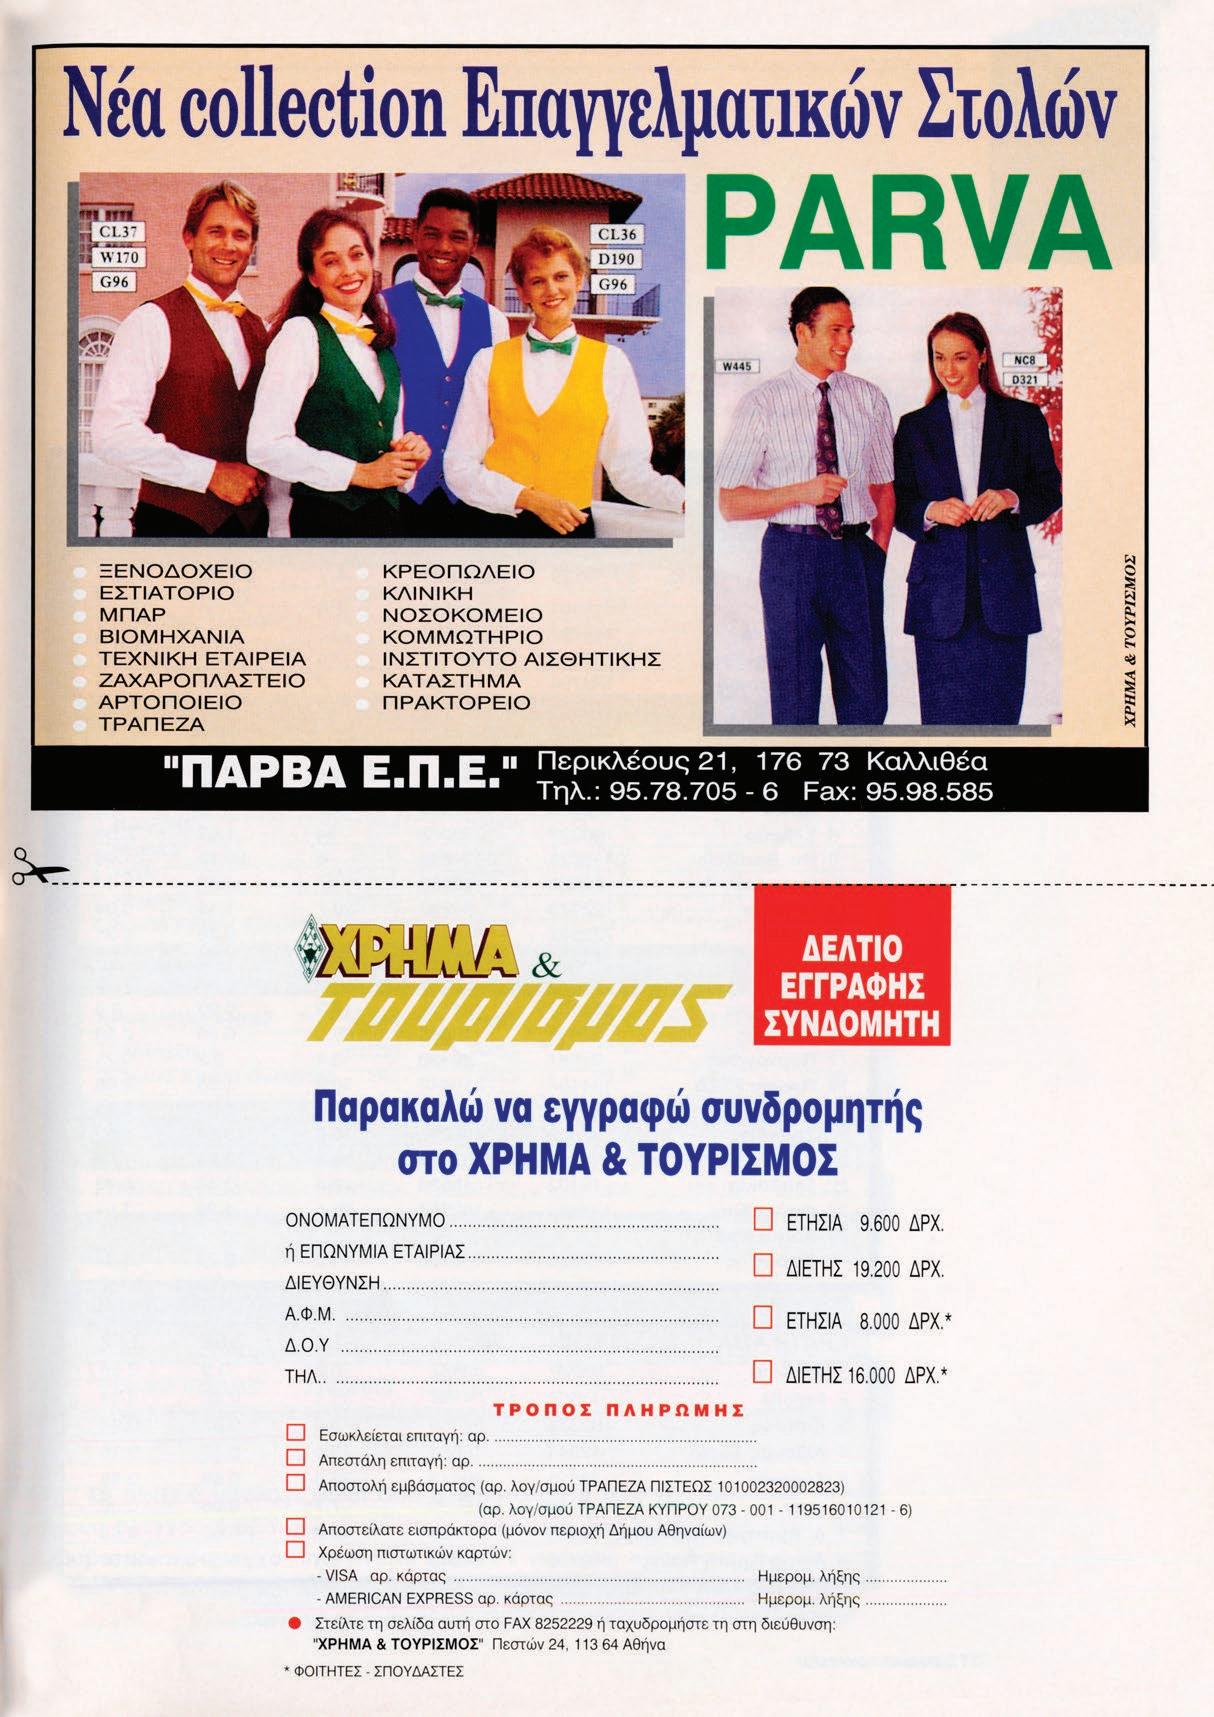 Νέα collection Επαγγελματικών Στολών
PARVA
CL37
W170
G96
CL36
D190
G96
W445
NC8
D321
ΞΕΝΟΔΟΧΕΙΟ
ΕΣΤΙΑΤΟΡΙΟ
ΜΠΑΡ
ΒΙΟΜΗΧΑΝΙΑ
ΤΕΧΝΙΚΗ ΕΤΑΙΡΕΙΑ
ΖΑΧΑΡΟΠΛΑΣΤΕΙΟ
ΑΡΤΟΠΟΙΕΙΟ
ΤΡΑΠΕΖΑ
ΚΡΕΟΠΩΛΕΙΟ
ΚΛΙΝΙΚΗ
ΝΟΣΟΚΟΜΕΙΟ
ΚΟΜΜΩΤΗΡΙΟ
ΙΝΣΤΙΤΟΥΤΟ ΑΙΣΘΗΤΙΚΗΣ
ΚΑΤΑΣΤΗΜΑ
ΠΡΑΚΤΟΡΕΙΟ
ΧΡΗΜΑ & ΤΟΥΡΙΣΜΟΣ
"ΠΑΡΒΑ Ε.Π.Ε." Περικλέους 21, 176 73 Καλλιθέα
Τηλ.: 95.78.705 - 6 Fax: 95.98.585
ΧΡΗΜΑ &
Τουρισμος
ΔΕΛΤΙΟ
ΕΓΓΡΑΦΗΣ
ΣΥΝΔΟΜΗΤΗ
Παρακαλώ να εγγραφώ συνδρομητής
στο ΧΡΗΜΑ & ΤΟΥΡΙΣΜΟΣ
ΟΝΟΜΑΤΕΠΩΝΥΜΟ ..........
ή ΕΠΩΝΥΜΙΑ ΕΤΑΙΡΙΑΣ..........
ΔΙΕΥΘΥΝΣΗ..........
Α.Φ.Μ. ..........
Δ.Ο.Υ ..........
ΤΗΛ.. ..........
ΕΤΗΣΙΑ 9.600 ΔΡΧ.
ΔΙΕΤΗΣ 19.200 ΔΡΧ.
ΕΤΗΣΙΑ 8.000 ΔΡΧ.*
ΔΙΕΤΗΣ 16.000 ΔΡΧ.*
ΤΡΟΠΟΣ ΠΛΗΡΩΜΗΣ
Εσωκλείεται επιταγή: αρ. ..........
Απεστάλη επιταγή: αρ. ..........
Αποστολή εμβάσματος (αρ. λογ/σμού ΤΡΑΠΕΖΑ ΠΙΣΤΕΩΣ 101002320002823)
(αρ. λογ/σμού ΤΡΑΠΕΖΑ ΚΥΠΡΟΥ 073 - 001 - 119516010121 - 6)
Αποστείλατε εισπράκτορα (μόνον περιοχή Δήμου Αθηναίων)
Χρέωση πιστωτικών καρτών:
- VISA αρ. κάρτας .......... Ημερομ. λήξης ..........
- AMERICAN EXPRESS αρ. κάρτας .......... Ημερομ. λήξης ..........
Στείλτε τη σελίδα αυτή στο FAX 8252229 ή ταχυδρομήστε τη στη διεύθυνση:
"ΧΡΗΜΑ & ΤΟΥΡΙΣΜΟΣ" Πεστών 24, 113 64 Αθήνα
* ΦΟΙΤΗΤΕΣ - ΣΠΟΥΔΑΣΤΕΣ